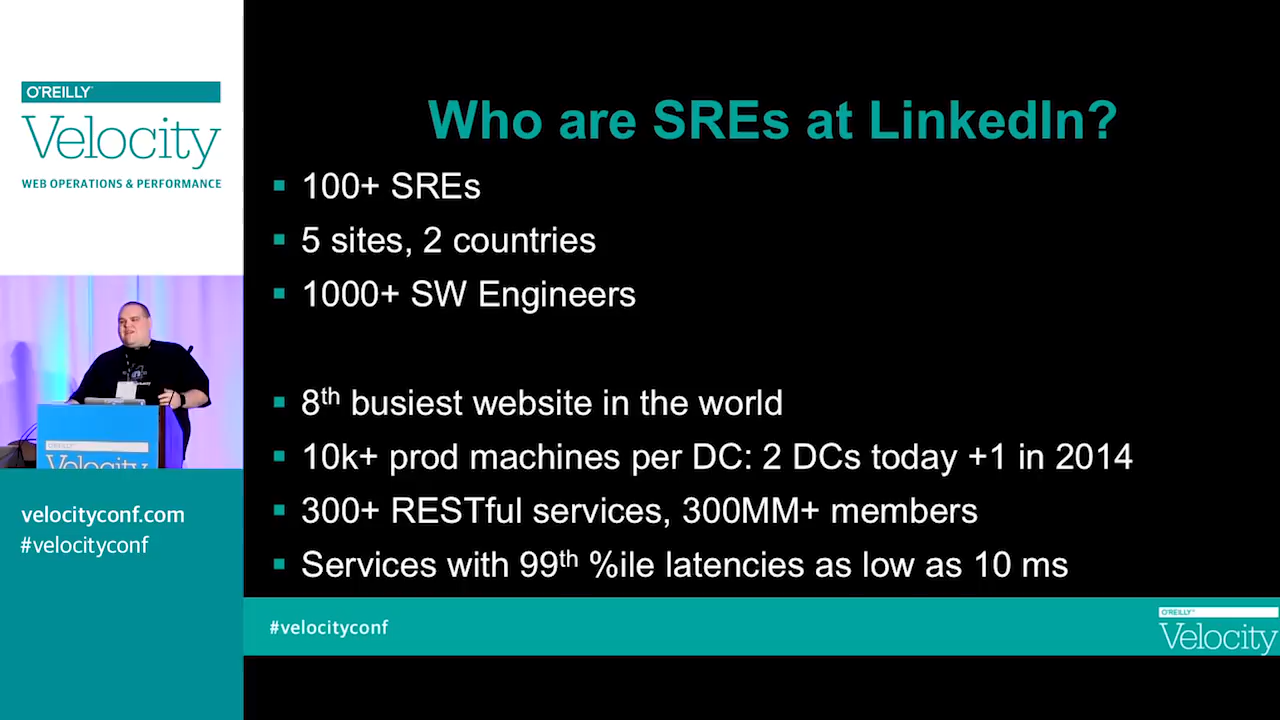 O'REILLY
Velocity
WEB OPERATIONS & PERFORMANCE
velocityconf.com
#velocityconf
Who are SREs at LinkedIn?
▪ 100+ SREs
▪ 5 sites, 2 countries
▪ 1000+ SW Engineers
▪ 8th busiest website in the world
▪ 10k+ prod machines per DC: 2 DCs today +1 in 2014
▪ 300+ RESTful services, 300MM+ members
▪ Services with 99th %ile latencies as low as 10 ms
#velocityconf
O'REILLY
Velocity
Velocity